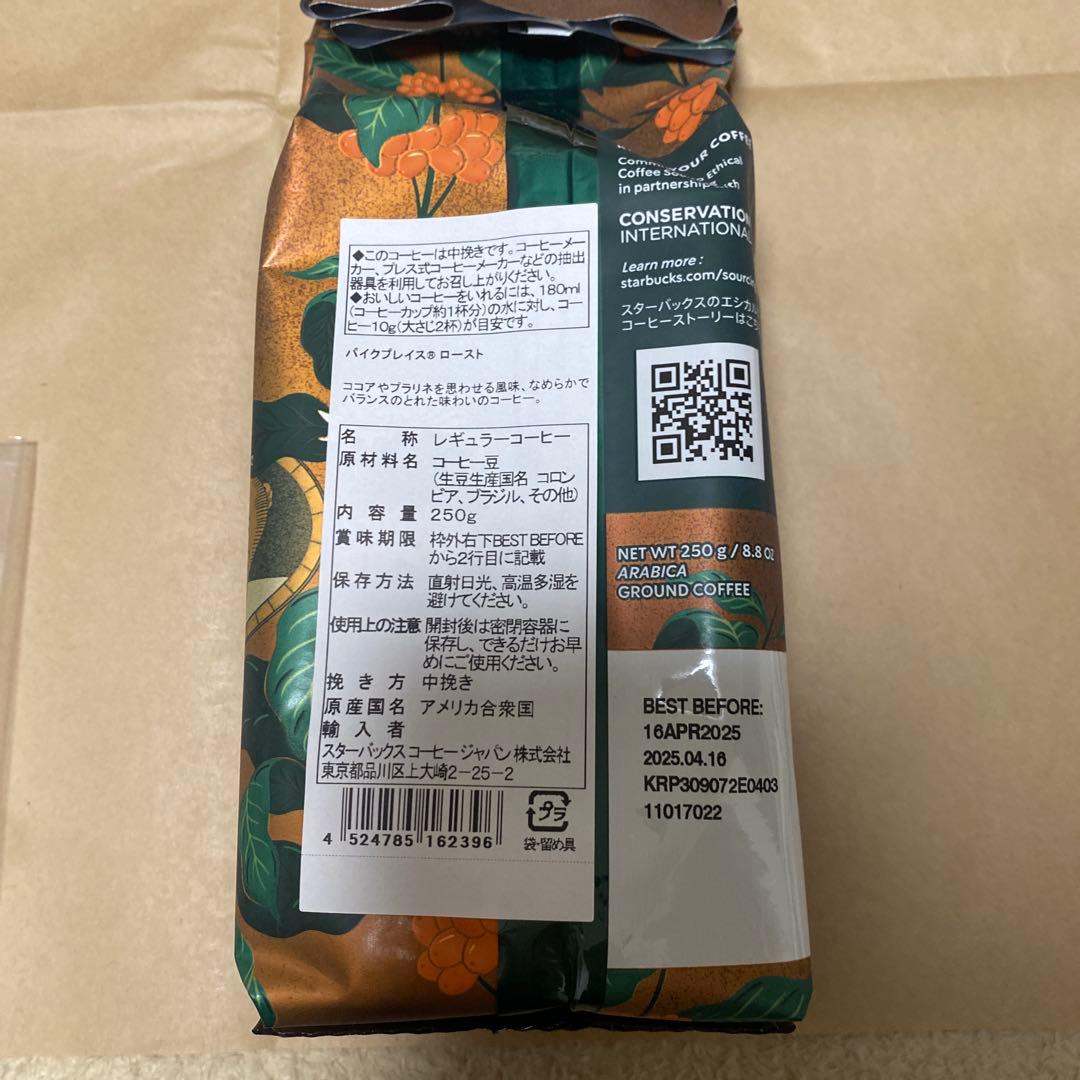 ◆このコーヒーは中挽きです。コーヒーメー
カー、プレス式コーヒーメーカーなどの抽出
器具を利用してお召し上がりください。
◆おいしいコーヒーをいれるには、180ml
(コーヒーカップ約1杯分)の水に対し、コー
ヒー10g(大さじ2杯)が目安です。
パイクプレイス® ロースト
ココアやプラリネを思わせる風味、なめらかで
バランスのとれた味わいのコーヒー。
名称 レギュラーコーヒー
原材料名 コーヒー豆
(生豆生産国名 コロン
ビア、ブラジル、その他)
内容量 250g
賞味期限 枠外右下BEST BEFORE
から2行目に記載
保存方法 直射日光、高温多湿を
避けてください。
使用上の注意 開封後は密閉容器に
保存し、できるだけお早
めにご使用ください。
挽き方 中挽き
原産国名 アメリカ合衆国
輸入者
スターバックス コーヒー ジャパン 株式会社
東京都品川区上大崎2-25-2
4 524785 162396
プラ
袋・留め具
YOUR COFFEE
Coffee Ethical
in partnership
CONSERVATION
INTERNATIONAL
Learn more :
starbucks.com/sourcin
スターバックスのエシカル
コーヒーストーリーはこち
NET WT 250 g / 8.8 OZ
ARABICA
GROUND COFFEE
BEST BEFORE:
16APR2025
2025.04.16
KRP309072E0403
11017022